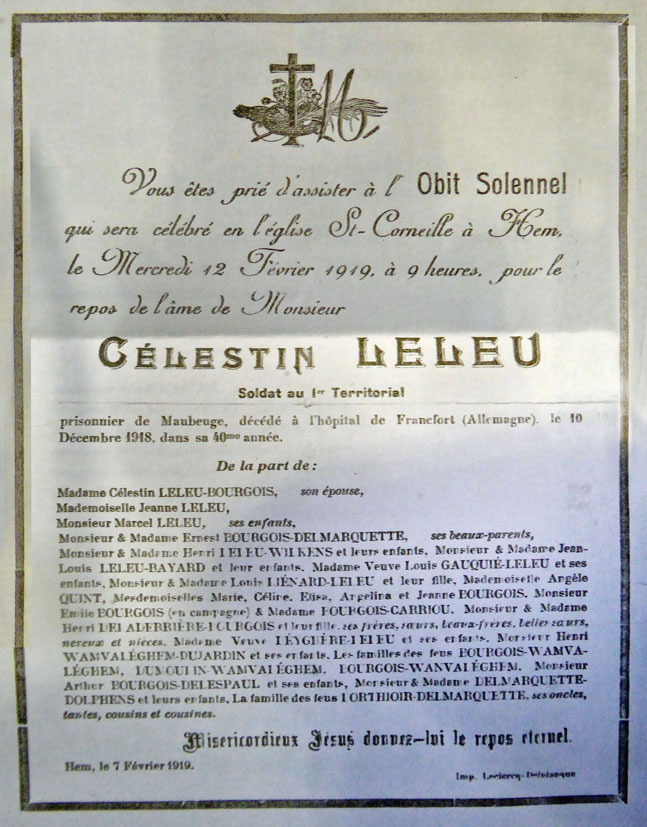 Vous êtes prié d'assister à l' Obit Solennel
qui sera célébré en l'église St-Corneille à Hem,
le Mercredi 12 Février 1919, à 9 heures, pour le
repos de l'âme de Monsieur
CÉLESTIN LELEU
Soldat au 1er Territorial
prisonnier de Maubeuge, décédé à l'hôpital de Francfort (Allemagne), le 10
Décembre 1918, dans sa 40me année.
De la part de :
Madame Célestin LELEU-BOURGOIS, son épouse,
Mademoiselle Jeanne LELEU,
Monsieur Marcel LELEU, ses enfants,
Monsieur & Madame Ernest BOURGOIS-DELMARQUETTE, ses beaux-parents,
Monsieur & Madame Henri LELEU-WILKENS et leurs enfants, Monsieur & Madame Jean-
Louis LELEU-BAYARD et leur enfants, Madame Veuve Louis GAUQUIÉ-LELEU et ses
enfants, Monsieur & Madame Louis LIÉNARD-LELEU et leur fille, Mademoiselle Angèle
QUINT, Mesdemoiselles Marie, Céline, Elisa, Angelina et Jeanne BOURGOIS, Monsieur
Emile BOURGOIS (en campagne) & Madame BOURGOIS-CARRIOU, Monsieur & Madame
Henri et leur fille, ses frères, sœurs, beaux-frères, belles-sœurs,
neveux et nièces, Madame Veuve LÉYGHÈRE-LELEU et ses enfants, Monsieur Henri
WAMVALÉGHEM-DUJARDIN et ses enfants, Les familles des feus BOURGOIS-WAMVA-
LÉGHEM, DUMOULIN-WAMVALÉGHEM, BOURGOIS-WANVALÉGHEM, Monsieur
Arthur BOURGOIS-DELESPAUL et ses enfants, Monsieur & Madame DELMARQUETTE-
DOLPHENS et leurs enfants, La famille des feus LORTHIOIR-DELMARQUETTE, ses oncles,
tantes, cousins et cousines.
Miséricordieux Jésus donnez-lui le repos éternel.
Hem, le 7 Février 1919.
Imp. Leclercq-Delplanque